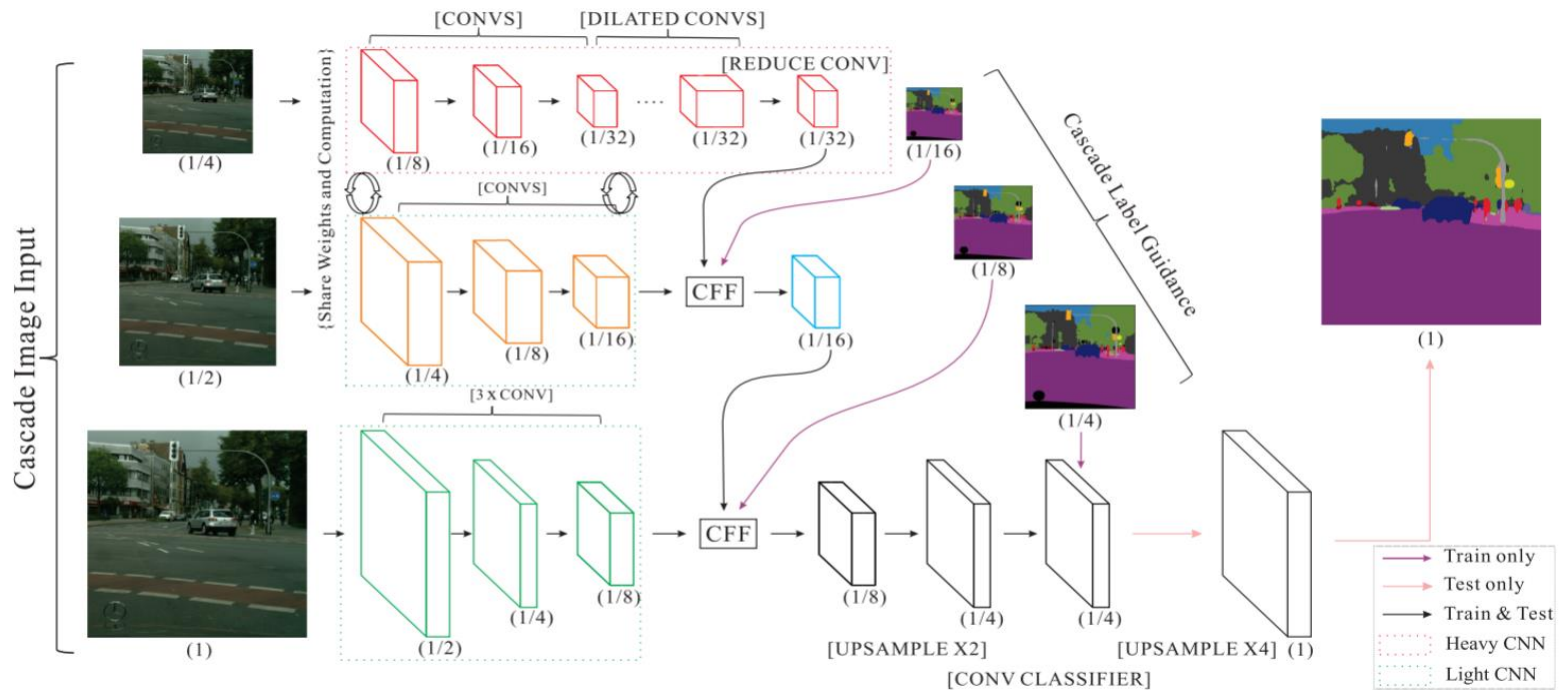 [CONVS] [DILATED CONVS]
[REDUCE CONV]
(1/4)
(1/8)
(1/16)
(1/32)
....
(1/32)
(1/32)
(1/16)
Cascade Image Input
{Share Weights and Computation}
Cascade Label Guidance
[CONVS]
(1/2)
(1/4)
(1/8)
(1/16)
CFF
(1/16)
(1/8)
(1)
[3 x CONV]
(1)
(1/2)
(1/4)
(1/8)
CFF
(1/8)
(1/4)
(1/4)
(1/4)
(1)
[UPSAMPLE X2]
[CONV CLASSIFIER]
[UPSAMPLE X4]
Train only
Test only
Train & Test
Heavy CNN
Light CNN